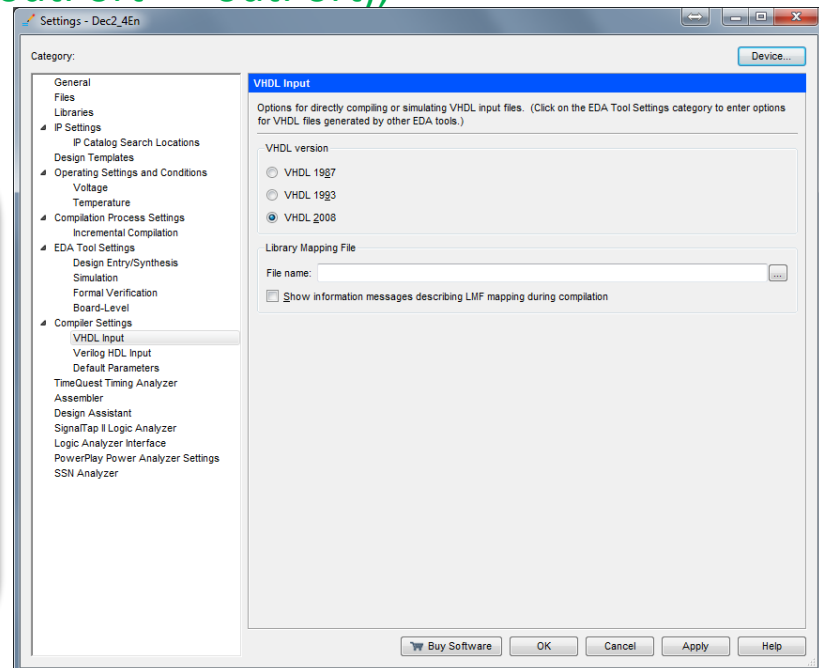 Settings - Dec2_4En
Category:
Device...
General
Files
Libraries
IP Settings
IP Catalog Search Locations
Design Templates
Operating Settings and Conditions
Voltage
Temperature
Compilation Process Settings
Incremental Compilation
EDA Tool Settings
Design Entry/Synthesis
Simulation
Formal Verification
Board-Level
Compiler Settings
VHDL Input
Verilog HDL Input
Default Parameters
TimeQuest Timing Analyzer
Assembler
Design Assistant
SignalTap II Logic Analyzer
Logic Analyzer Interface
PowerPlay Power Analyzer Settings
SSN Analyzer
VHDL Input
Options for directly compiling or simulating VHDL input files. (Click on the EDA Tool Settings category to enter options
for VHDL files generated by other EDA tools.)
VHDL version
VHDL 1987
VHDL 1993
VHDL 2008
Library Mapping File
File name:
...
Show information messages describing LMF mapping during compilation
Buy Software
OK
Cancel
Apply
Help